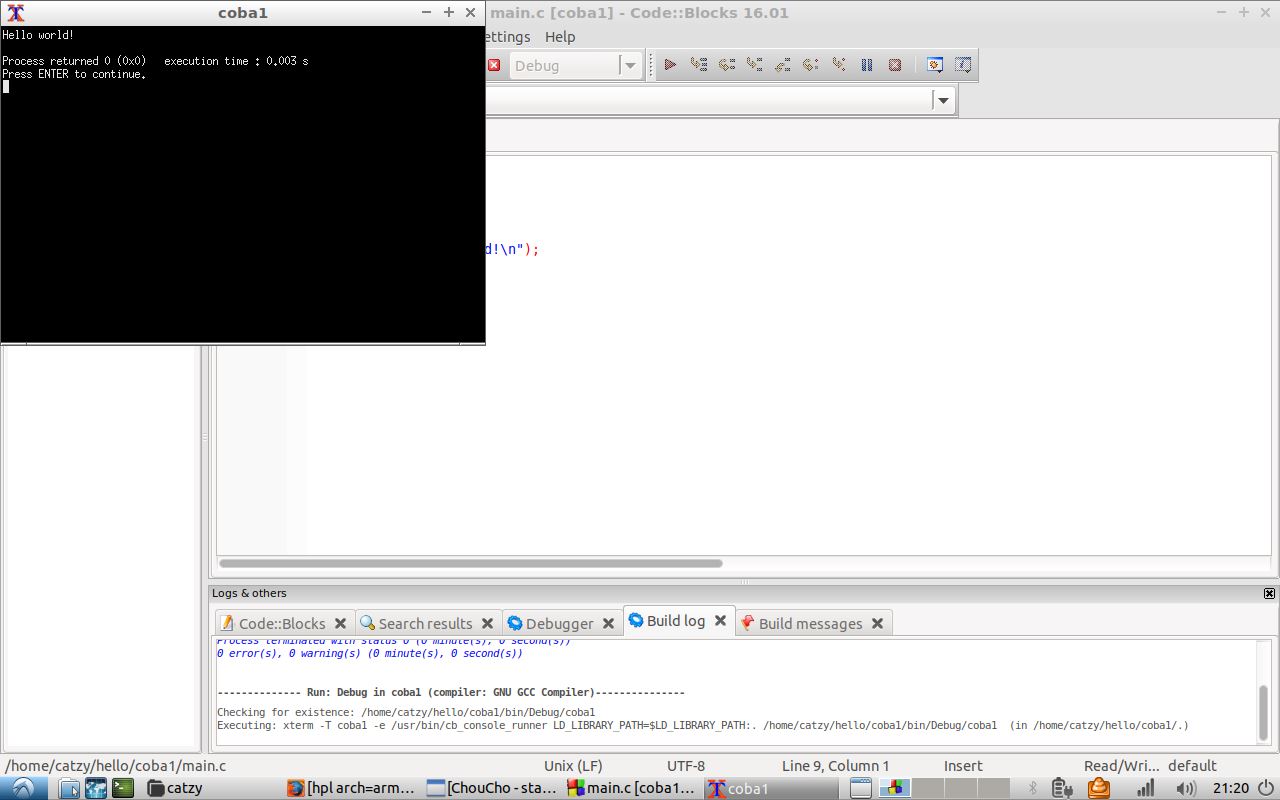 coba1
main.c [coba1] - Code::Blocks 16.01
Hello world!
Process returned 0 (0x0)   execution time : 0.003 s
Press ENTER to continue.
ettings Help
Debug
d!\n");
Logs & others
Code::Blocks
Search results
Debugger
Build log
Build messages
Process terminated with status 0 (0 minute(s), 0 second(s))
0 error(s), 0 warning(s) (0 minute(s), 0 second(s))
-------------- Run: Debug in coba1 (compiler: GNU GCC Compiler)---------------
Checking for existence: /home/catzy/hello/coba1/bin/Debug/coba1
Executing: xterm -T coba1 -e /usr/bin/cb_console_runner LD_LIBRARY_PATH=$LD_LIBRARY_PATH:. /home/catzy/hello/coba1/bin/Debug/coba1  (in /home/catzy/hello/coba1/.)
/home/catzy/hello/coba1/main.c
Unix (LF)
UTF-8
Line 9, Column 1
Insert
Read/Wri...
default
catzy
[hpl arch=arm...
[ChouCho - sta...
main.c [coba1...
coba1
21:20